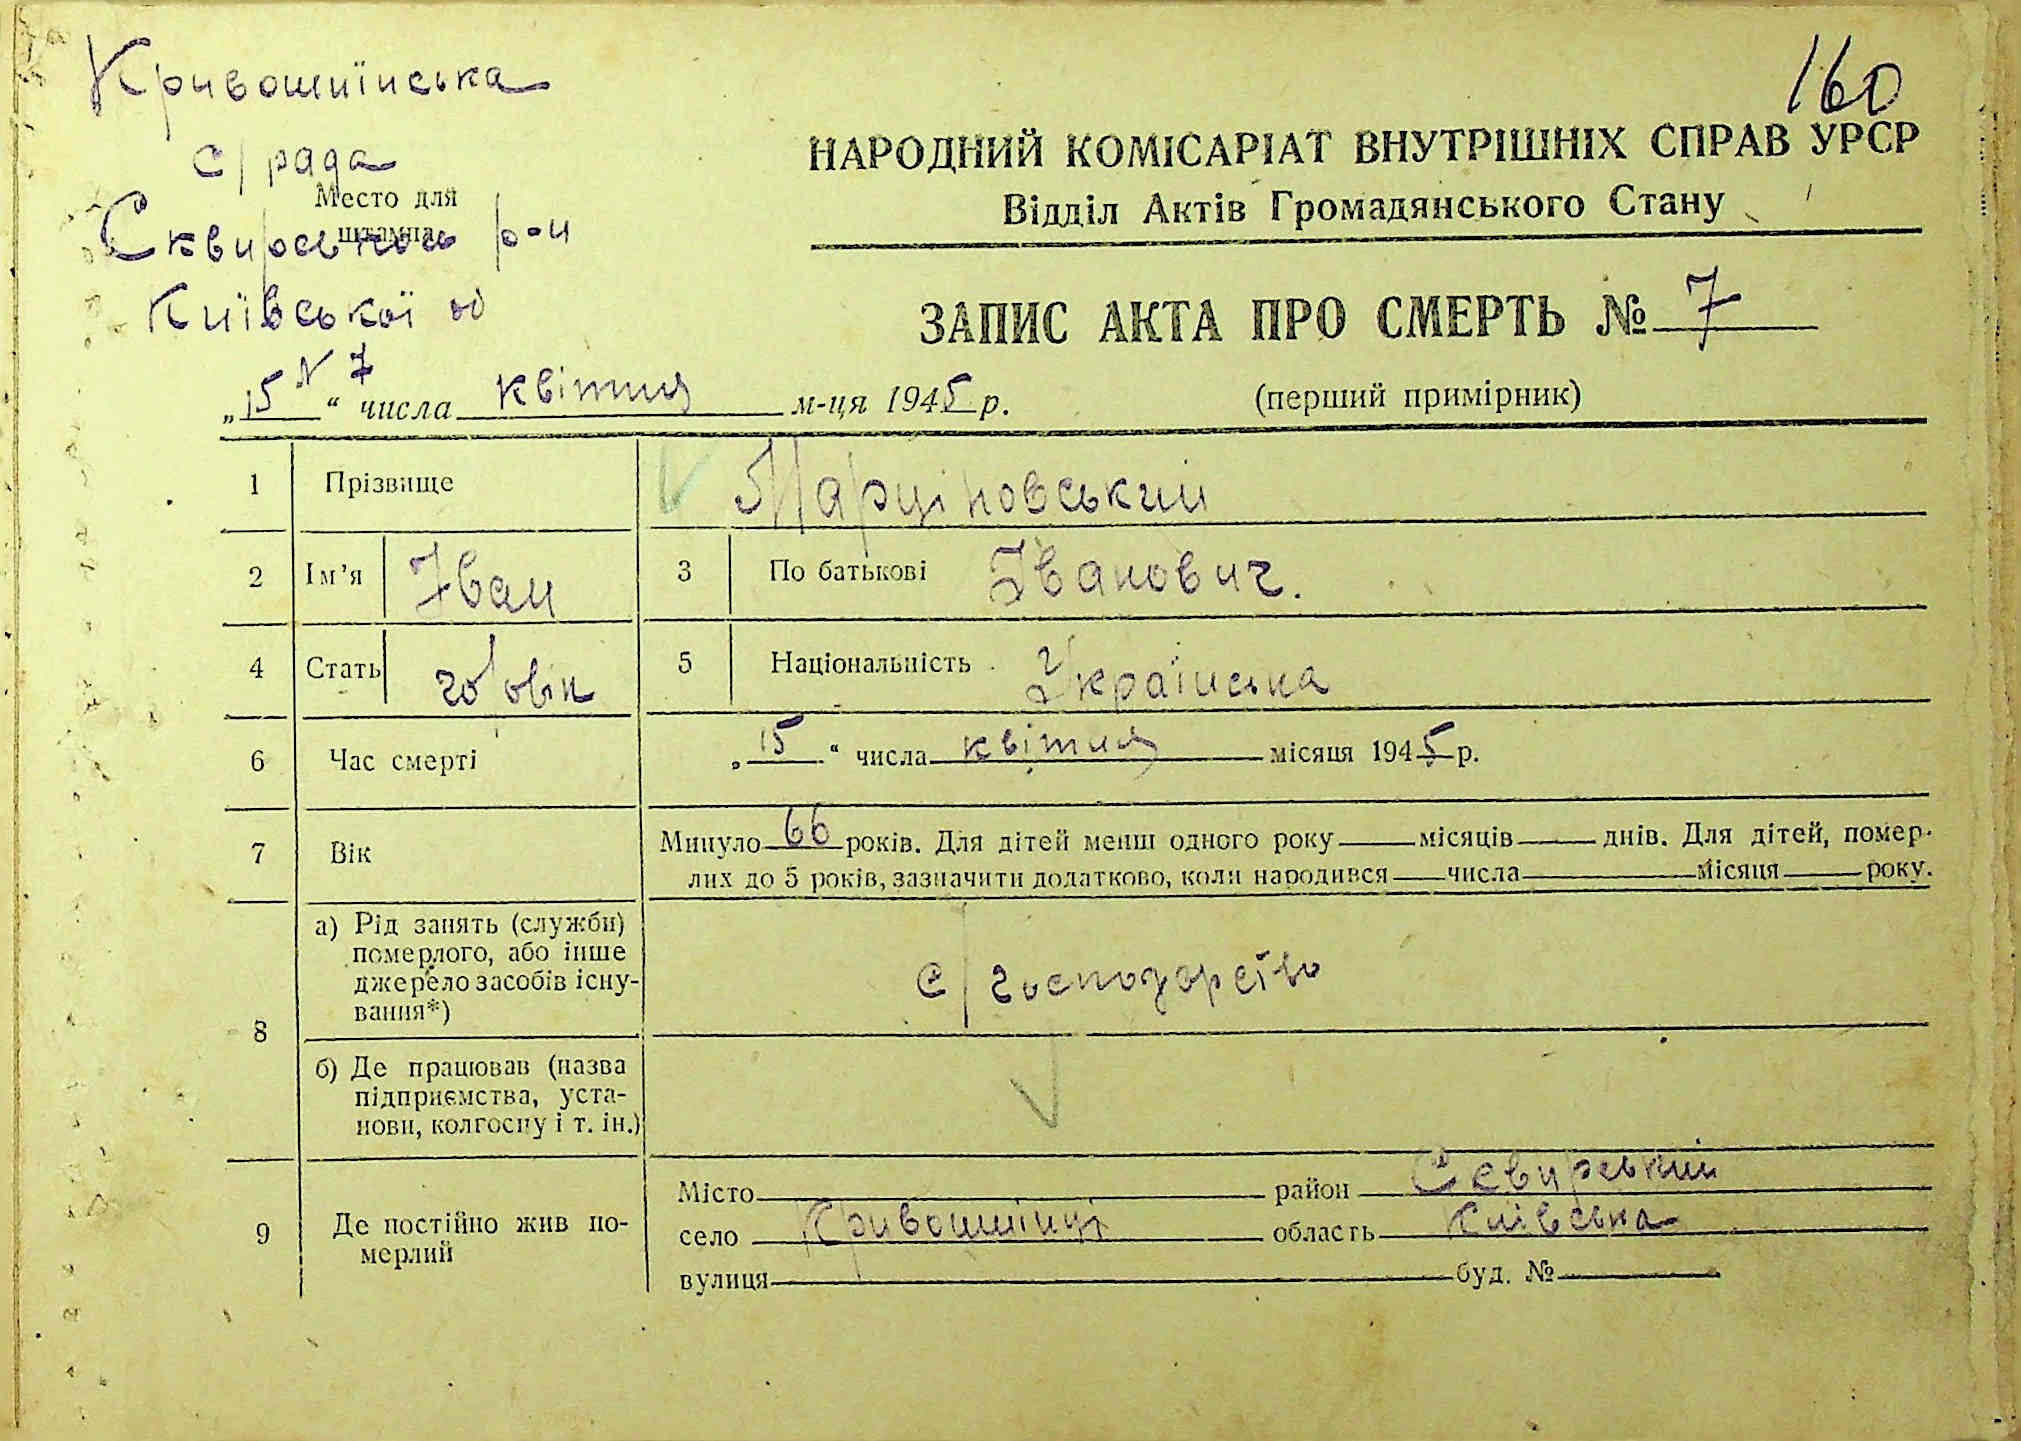 160
Кривошиїнська
с/рада
Место для
штампа
Сквирського р-н
Київської об
N 7
НАРОДНИЙ КОМІСАРІАТ ВНУТРІШНІХ СПРАВ УРСР
Відділ Актів Громадянського Стану
ЗАПИС АКТА ПРО СМЕРТЬ № 7
„15“ числа квітня м-ця 1945 р. (перший примірник)
1 Прізвище Марціновський
2 Ім’я Іван 3 По батькові Іванович.
4 Стать чоловік 5 Національність Українська
6 Час смерті „15“ числа квітня місяця 1945 р.
7 Вік Минуло 66 років. Для дітей менш одного року місяців днів. Для дітей, помер-
лих до 5 років, зазначити додатково, коли народився числа місяця року.
8 а) Рід занять (служби)
померлого, або інше
джерело засобів існу-
вання*)
с/господарство
б) Де працював (назва
підприємства, уста-
нови, колгоспу і т. ін.)
9 Де постійно жив по-
мерлий
Місто район Сквирський
село Кривошиїнці область Київська
вулиця буд. №